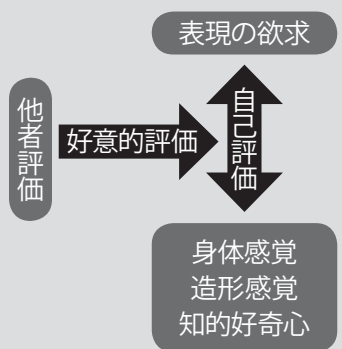 表現の欲求
他者評価
好意的評価
自己評価
身体感覚
造形感覚
知的好奇心